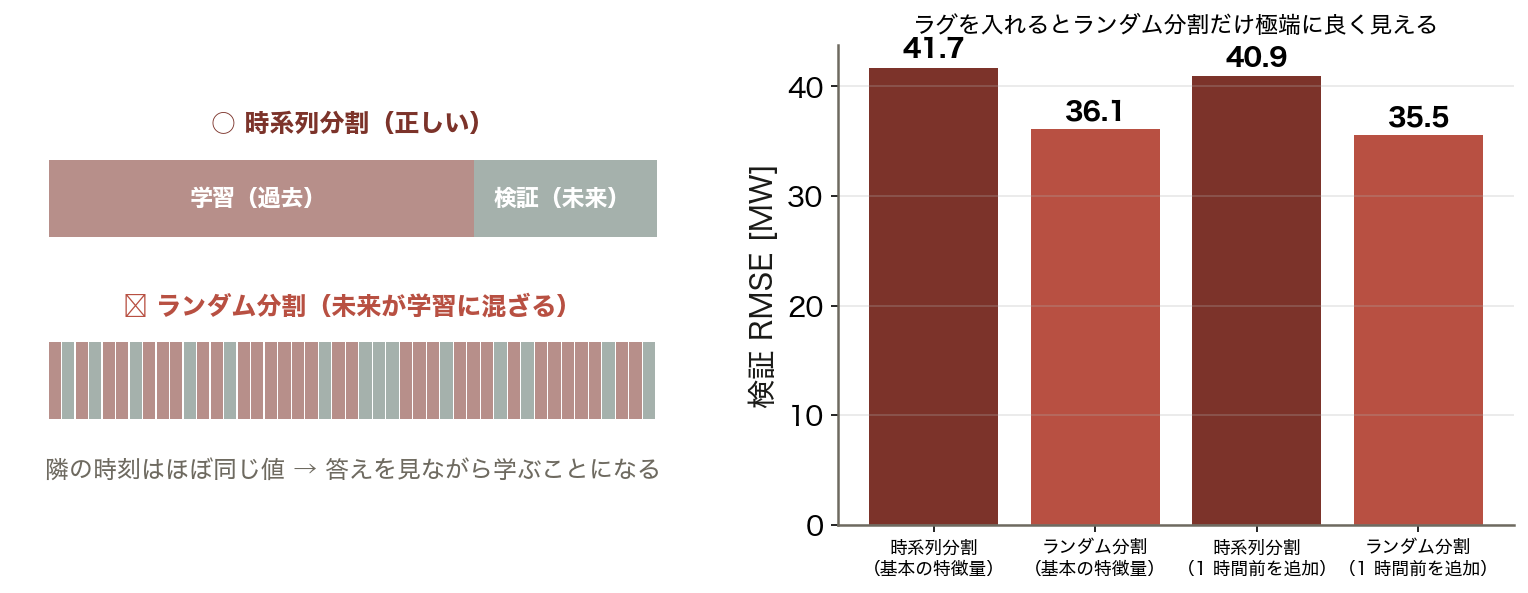 ○ 時系列分割（正しい）
学習（過去）
検証（未来）
☒ ランダム分割（未来が学習に混ざる）
隣の時刻はほぼ同じ値 → 答えを見ながら学ぶことになる
ラグを入れるとランダム分割だけ極端に良く見える
検証 RMSE [MW]
40
30
20
10
0
41.7
36.1
40.9
35.5
時系列分割
（基本の特徴量）
ランダム分割
（基本の特徴量）
時系列分割
（1 時間前を追加）
ランダム分割
（1 時間前を追加）